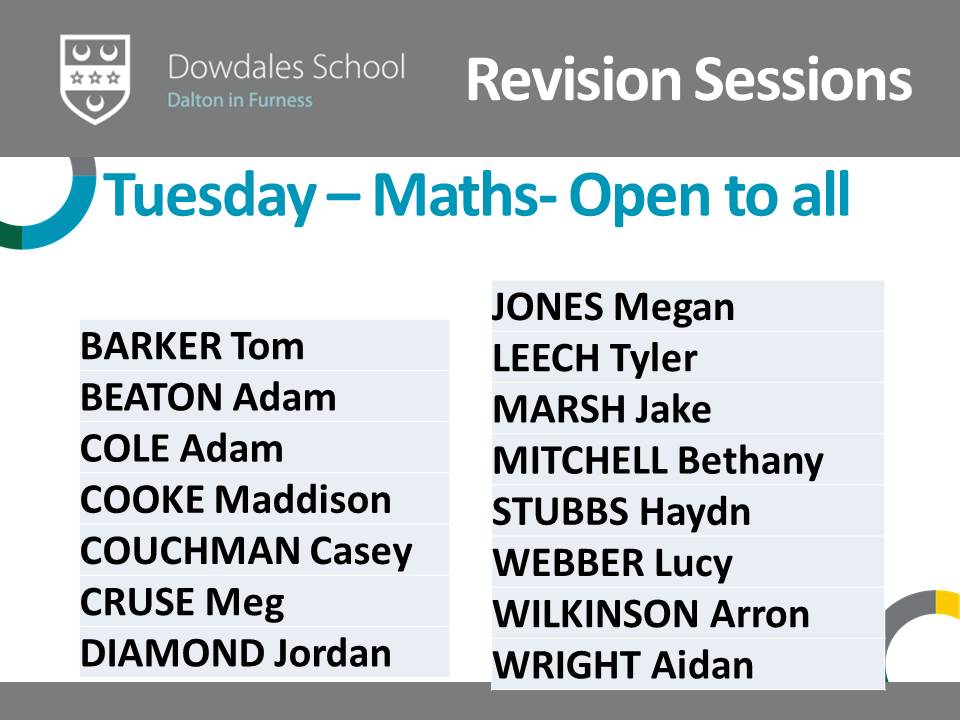 Dowdales School
Dalton in Furness
Revision Sessions
Tuesday – Maths- Open to all
BARKER Tom
BEATON Adam
COLE Adam
COOKE Maddison
COUCHMAN Casey
CRUSE Meg
DIAMOND Jordan
JONES Megan
LEECH Tyler
MARSH Jake
MITCHELL Bethany
STUBBS Haydn
WEBBER Lucy
WILKINSON Arron
WRIGHT Aidan